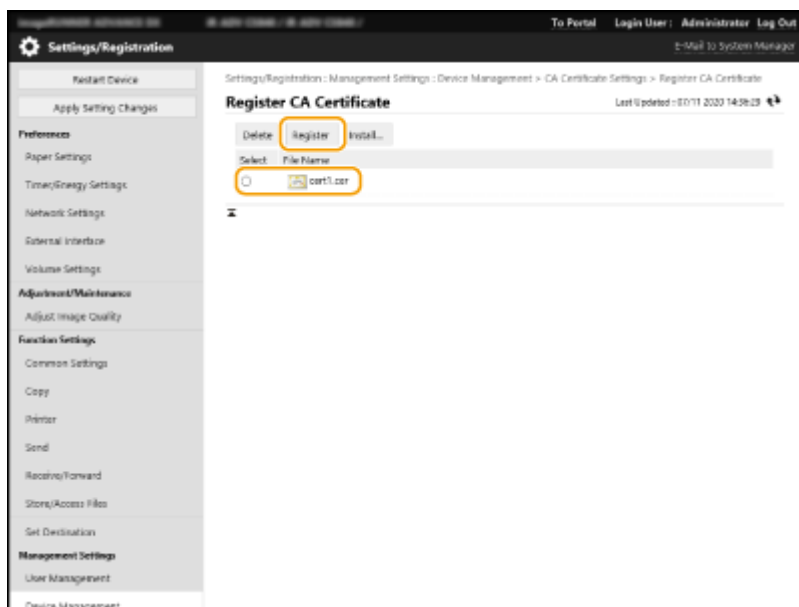 To Portal Login User: Administrator Log Out
Settings/Registration
E-Mail to System Manager
Restart Device
Apply Setting Changes
Preferences
Paper Settings
Timer/Energy Settings
Network Settings
External Interface
Volume Settings
Adjustment/Maintenance
Adjust Image Quality
Function Settings
Common Settings
Copy
Printer
Send
Receive/Forward
Store/Access Files
Set Destination
Management Settings
User Management
Device Management
Settings/Registration : Management Settings : Device Management > CA Certificate Settings > Register CA Certificate
Register CA Certificate
Last Updated : 07/11 2020 14:36:23
Delete Register Install...
Select File Name
cert1.cer